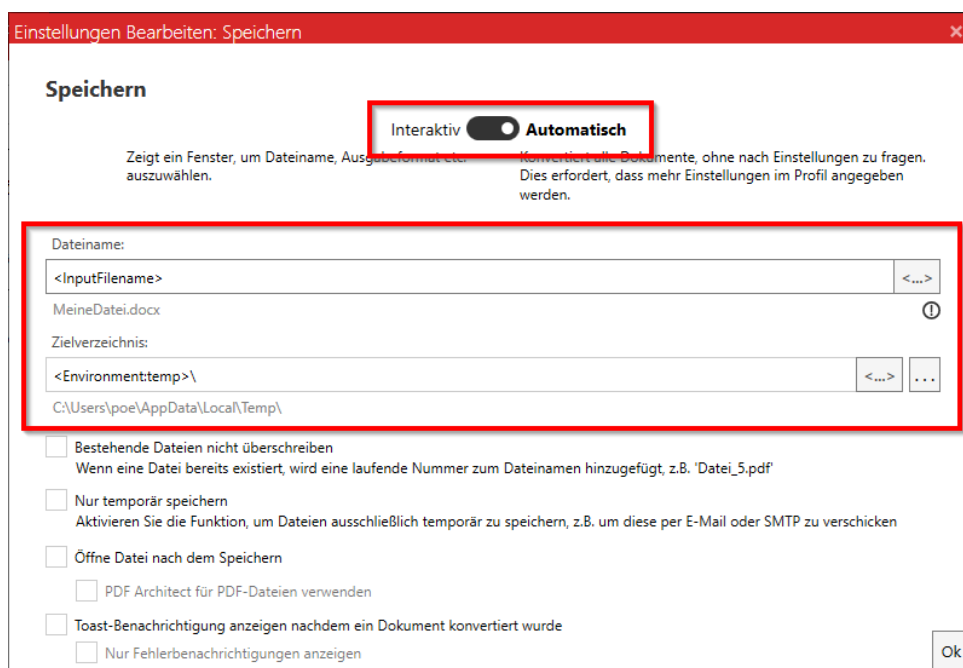 Einstellungen Bearbeiten: Speichern
Speichern
Interaktiv Automatisch
Zeigt ein Fenster, um Dateiname, Ausgabeformat etc.
auszuwählen.
Konvertiert alle Dokumente, ohne nach Einstellungen zu fragen.
Dies erfordert, dass mehr Einstellungen im Profil angegeben
werden.
Dateiname:
<InputFilename>
<...>
MeineDatei.docx
Zielverzeichnis:
<Environment:temp>\
<...> ...
C:\Users\poe\AppData\Local\Temp\
Bestehende Dateien nicht überschreiben
Wenn eine Datei bereits existiert, wird eine laufende Nummer zum Dateinamen hinzugefügt, z.B. 'Datei_5.pdf'
Nur temporär speichern
Aktivieren Sie die Funktion, um Dateien ausschließlich temporär zu speichern, z.B. um diese per E-Mail oder SMTP zu verschicken
Öffne Datei nach dem Speichern
PDF Architect für PDF-Dateien verwenden
Toast-Benachrichtigung anzeigen nachdem ein Dokument konvertiert wurde
Nur Fehlerbenachrichtigungen anzeigen
Ok